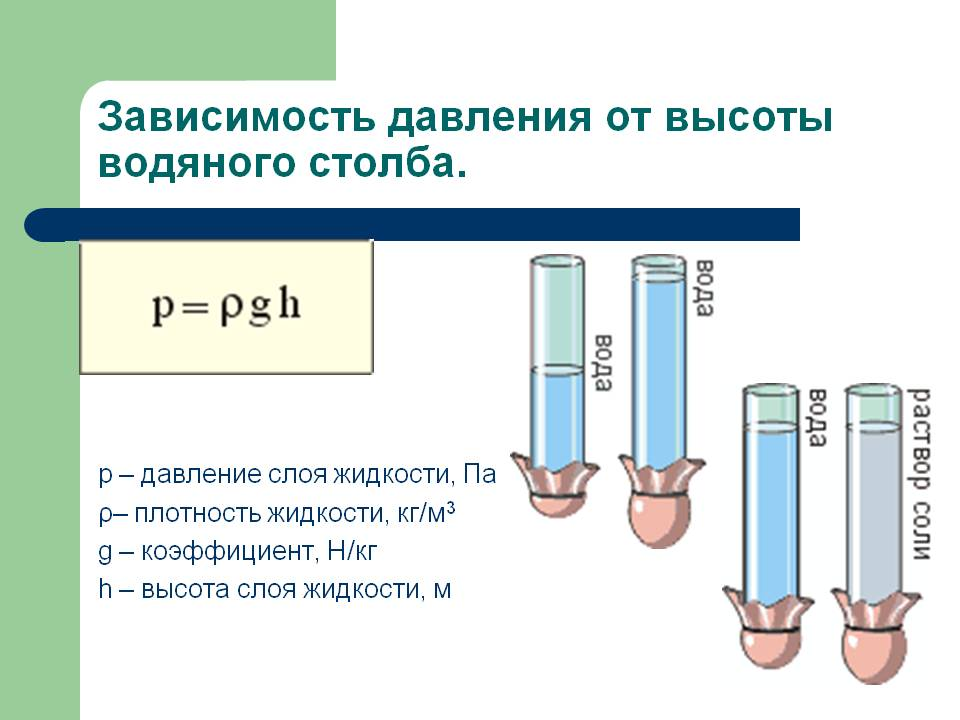 Зависимость давления от высоты
водяного столба.
p = ρ g h
р – давление слоя жидкости, Па
ρ– плотность жидкости, кг/м³
g – коэффициент, Н/кг
h – высота слоя жидкости, м
вода
вода
вода
раствор соли